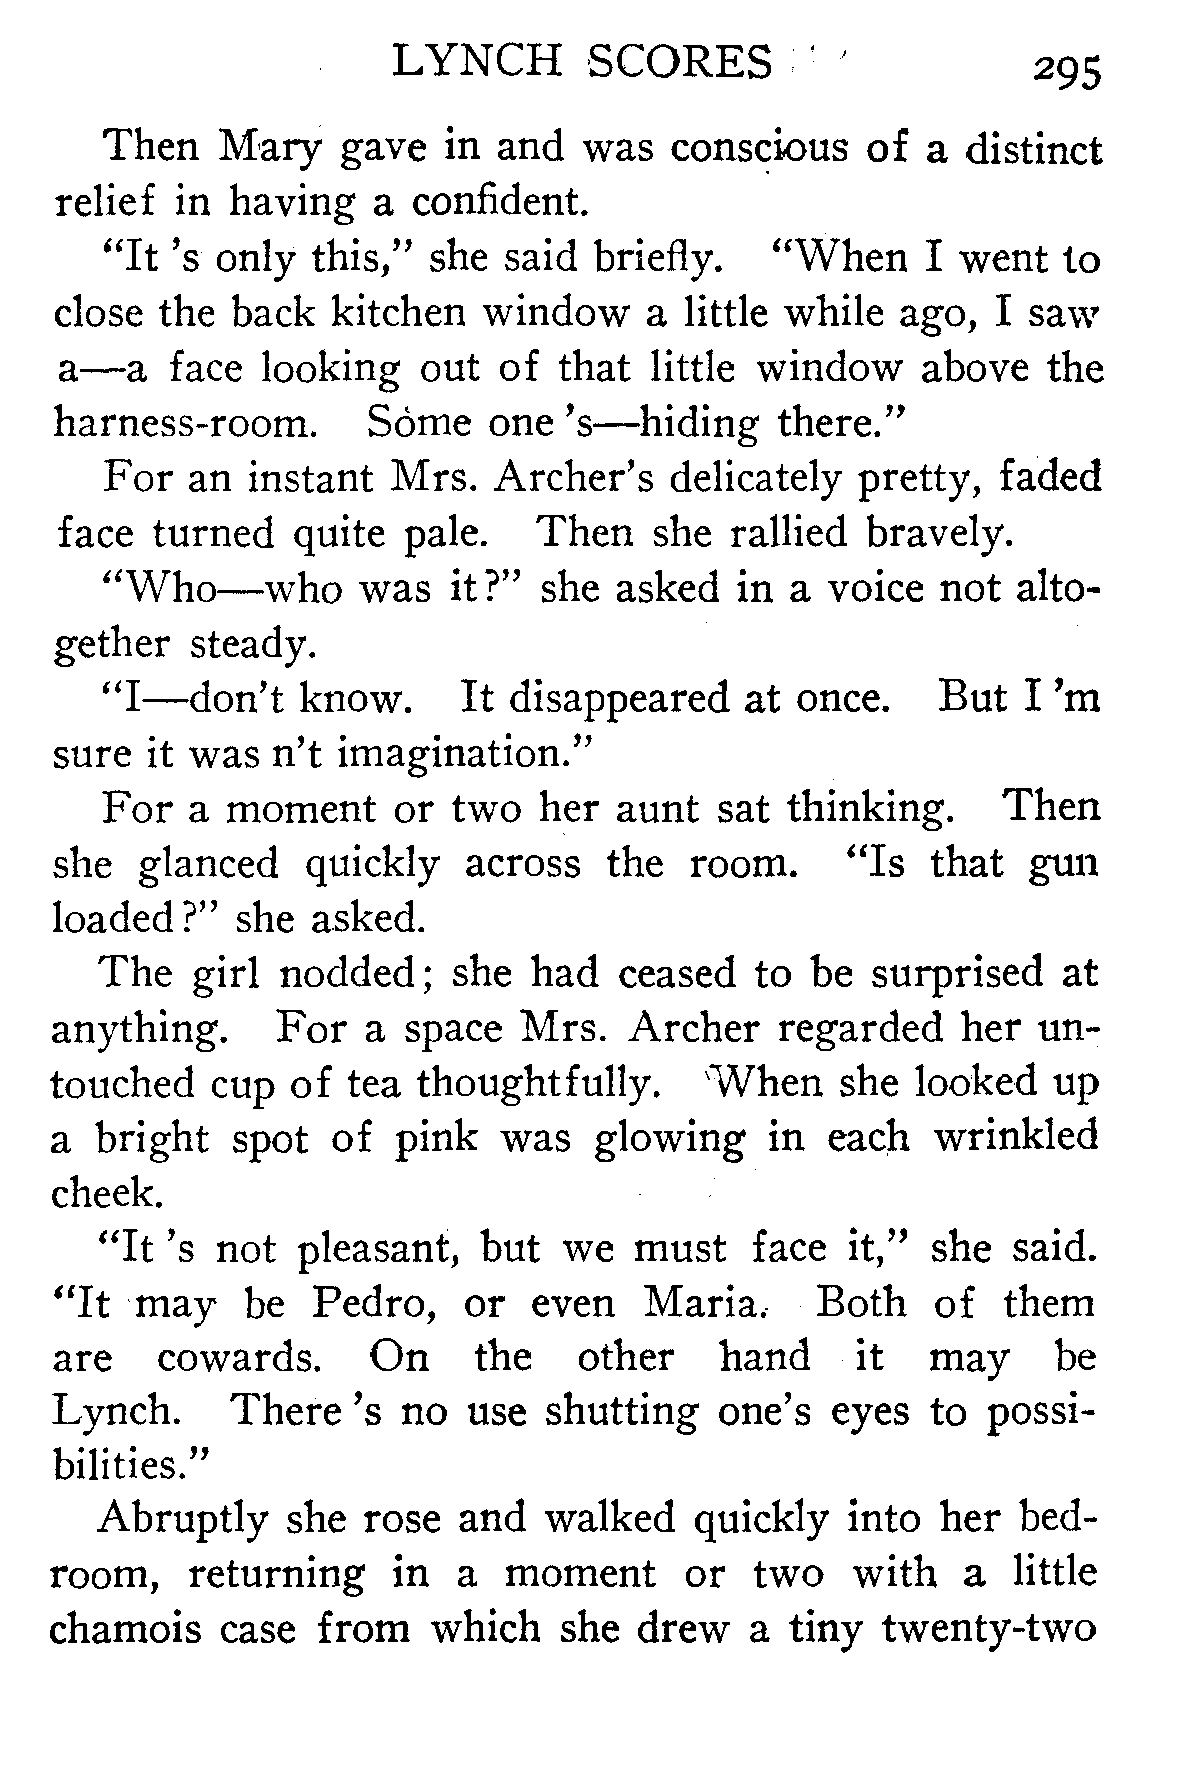 LYNCH SCORES 295
Then Mary gave in and was conscious of a distinct
relief in having a confident.
“It ’s only this,” she said briefly. “When I went to
close the back kitchen window a little while ago, I saw
a—a face looking out of that little window above the
harness-room. Some one ’s—hiding there.”
For an instant Mrs. Archer’s delicately pretty, faded
face turned quite pale. Then she rallied bravely.
“Who—who was it?” she asked in a voice not alto-
gether steady.
“I—don’t know. It disappeared at once. But I ’m
sure it was n’t imagination.”
For a moment or two her aunt sat thinking. Then
she glanced quickly across the room. “Is that gun
loaded?” she asked.
The girl nodded; she had ceased to be surprised at
anything. For a space Mrs. Archer regarded her un-
touched cup of tea thoughtfully. When she looked up
a bright spot of pink was glowing in each wrinkled
cheek.
“It ’s not pleasant, but we must face it,” she said.
“It may be Pedro, or even Maria. Both of them
are cowards. On the other hand it may be
Lynch. There ’s no use shutting one’s eyes to possi-
bilities.”
Abruptly she rose and walked quickly into her bed-
room, returning in a moment or two with a little
chamois case from which she drew a tiny twenty-two